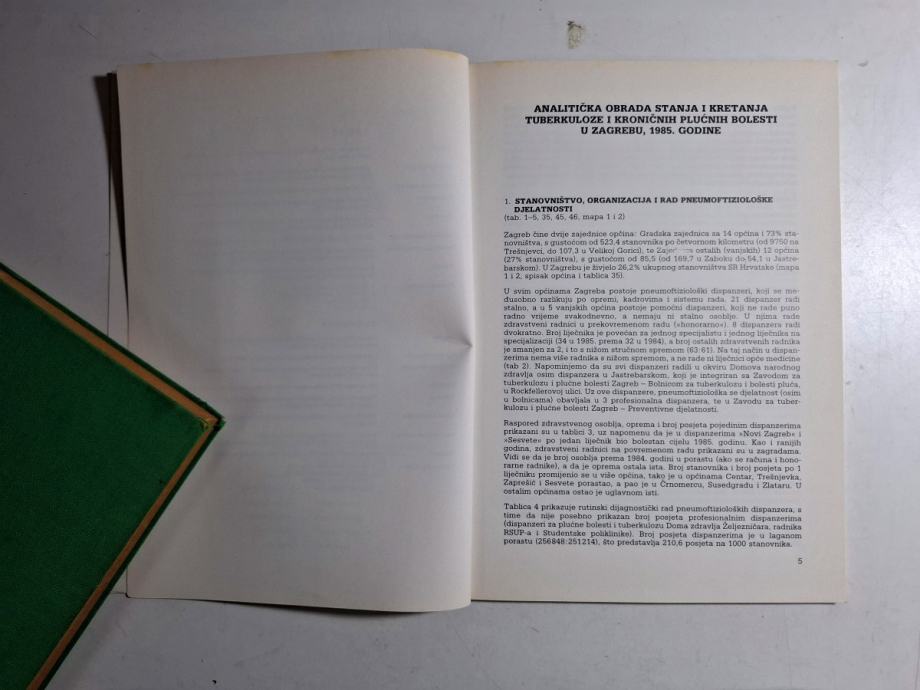 ANALITIČKA OBRADA STANJA I KRETANJA
TUBERKULOZE I KRONIČNIH PLUĆNIH BOLESTI
U ZAGREBU, 1985. GODINE
1. STANOVNIŠTVO, ORGANIZACIJA I RAD PNEUMOFTIZIOLOŠKE
DJELATNOSTI
(tab. 1–5, 35, 45, 46, mapa 1 i 2)
Zagreb čine dvije zajednice općina: Gradska zajednica sa 14 općina i 73% sta-
novništva, s gustoćom od 523,4 stanovnika po četvornom kilometru (od 9750 na
Trešnjevci, do 107,3 u Velikoj Gorici), te ostalih (vanjskih) 12 općina
(27% stanovništva), s gustoćom od 85,5 (od 169,7 u Zaboku do 54,1 u Jastre-
barskom). U Zagrebu je živjelo 26,2% ukupnog stanovništva SR Hrvatske (mapa
1 i 2, spisak općina i tablica 35).
U svim općinama Zagreba postoje pneumoftiziološki dispanzeri, koji se me-
đusobno razlikuju po opremi, kadrovima i sistemu rada. 21 dispanzer radi
stalno, a u 5 vanjskih općina postoje pomoćni dispanzeri, koji ne rade puno
radno vrijeme svakodnevno, a nemaju ni stalno osoblje. U njima rade
zdravstveni radnici u prekovremenom radu (»honorarno«). 8 dispanzera radi
dvokratno. Broj liječnika je povećan za jednog specijalistu i jednog liječnika na
specijalizaciji (34 u 1985. prema 32 u 1984), a broj ostalih zdravstvenih radnika
je smanjen za 2, i to s nižom stručnom spremom (63:61). Na taj način u dispan-
zerima nema više radnika s nižom spremom, a ne rade ni liječnici opće medicine
(tab 2). Napominjemo da su svi dispanzeri radili u okviru Domova narodnog
zdravlja osim dispanzera u Jastrebarskom, koji je integriran sa Zavodom za
tuberkulozu i plućne bolesti Zagreb – Bolnicom za tuberkulozu i bolesti pluća,
u Rockfellerovoj ulici. Uz ove dispanzere, pneumoftiziološka se djelatnost (osim
u bolnicama) obavljala u 3 profesionalna dispanzera, te u Zavodu za tuber-
kulozu i plućne bolesti Zagreb – Preventivne djelatnosti.
Raspored zdravstvenog osoblja, oprema i broj posjeta pojedinim dispanzerima
prikazani su u tablici 3, uz napomenu da je u dispanzerima »Novi Zagreb« i
»Sesvete« po jedan liječnik bio bolestan cijelu 1985. godinu. Kao i ranijih
godina, zdravstveni radnici na povremenom radu prikazani su u zagradama.
Vidi se da je broj osoblja prema 1984. godini u porastu (ako se računa i hono-
rarne radnike), a da je oprema ostala ista. Broj stanovnika i broj posjeta po 1
liječniku promijenio se u više općina, tako je u općinama Centar, Trešnjevka,
Zaprešić i Sesvete porastao, a pao je u Črnomercu, Susedgradu i Zlataru. U
ostalim općinama ostao je uglavnom isti.
Tablica 4 prikazuje rutinski dijagnostički rad pneumoftizioloških dispanzera, s
time da nije posebno prikazan broj posjeta profesionalnim dispanzerima
(dispanzeri za plućne bolesti i tuberkulozu Doma zdravlja Željezničara, radnika
RSUP-a i Studentske poliklinike). Broj posjeta dispanzerima je u laganom
porastu (256848:251214), što predstavlja 210,6 posjeta na 1000 stanovnika.
5